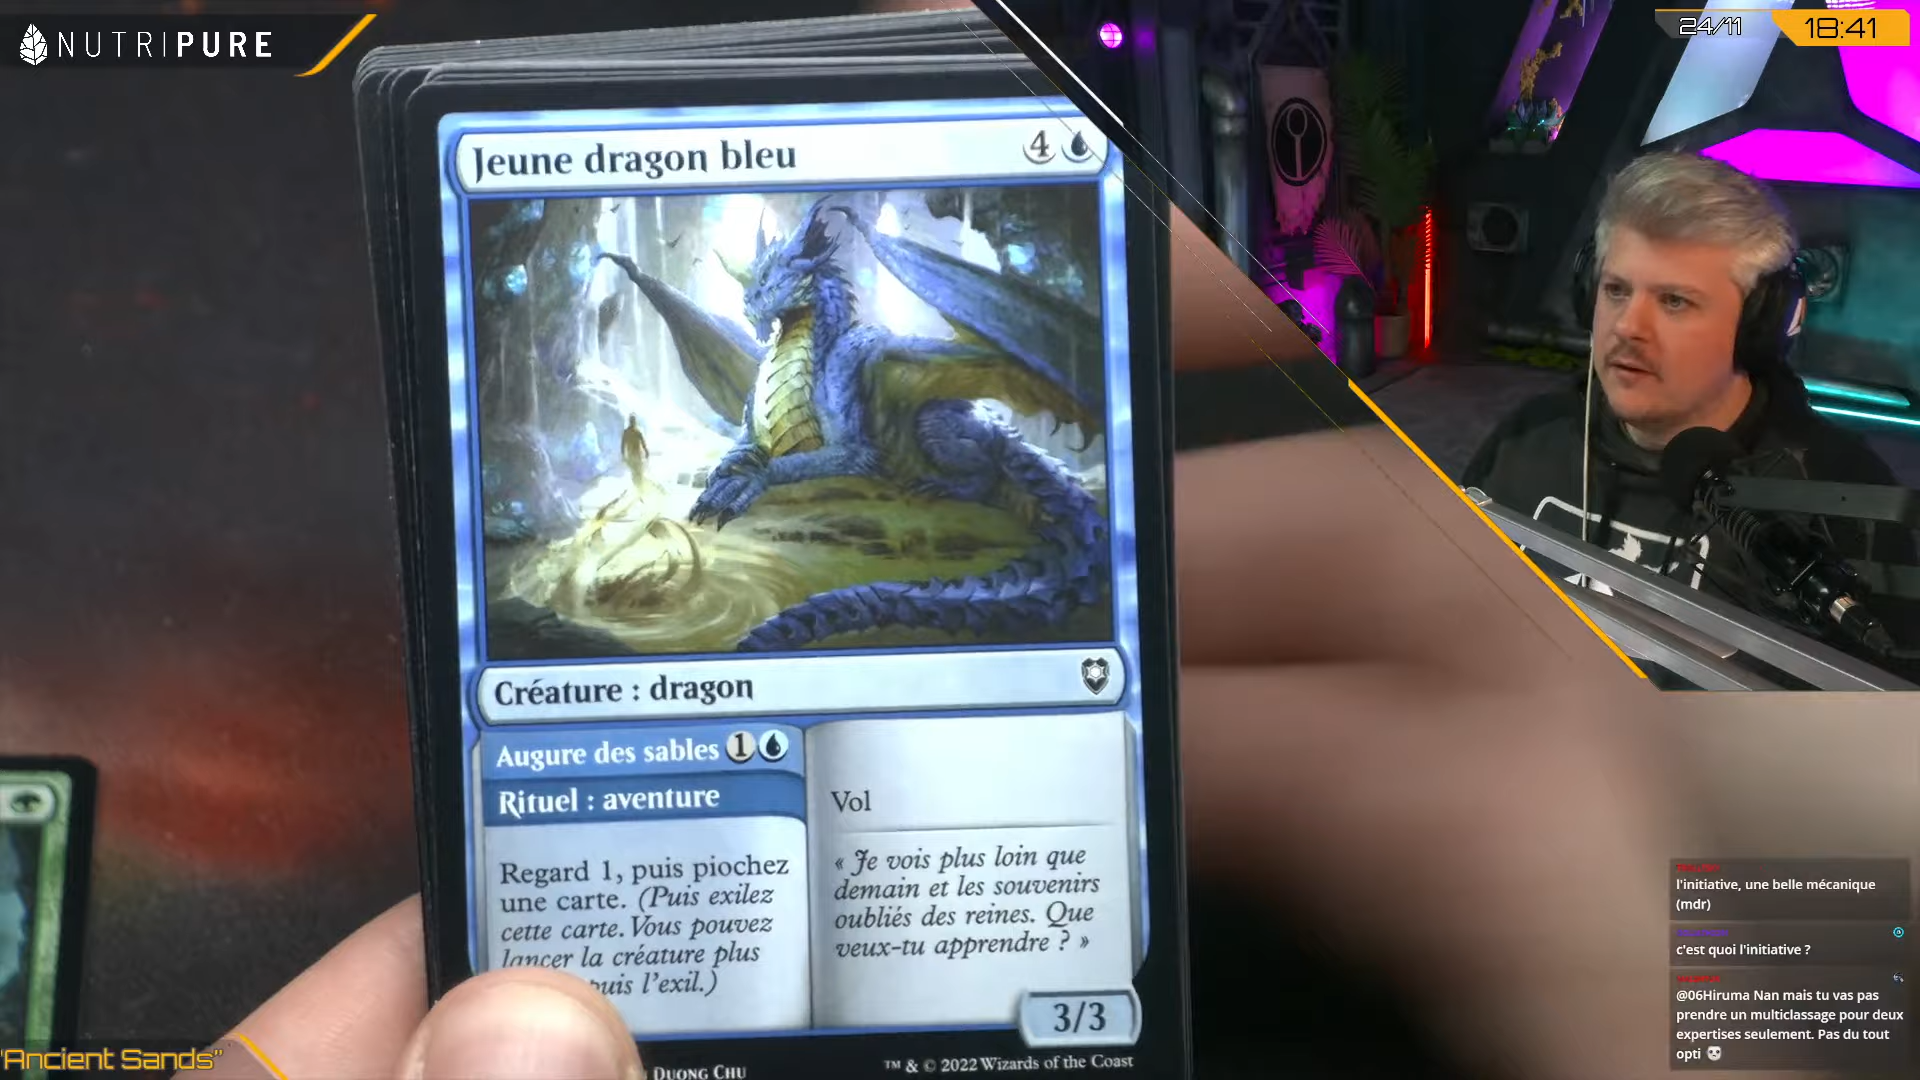 NUTRIPURE
24/11
18:41
Jeune dragon bleu
4
Créature : dragon
Augure des sables 1
Rituel : aventure
Regard 1, puis piochez
une carte. (Puis exilez
cette carte. Vous pouvez
lancer la créature plus
puis l'exil.)
Vol
« Je vois plus loin que
demain et les souvenirs
oubliés des reines. Que
veux-tu apprendre ? »
3/3
DUONG CHU
™ & © 2022 Wizards of the Coast
"Ancient Sands"
l'initiative, une belle mécanique
(mdr)
c'est quoi l'initiative ?
@06Hiruma Nan mais tu vas pas
prendre un multiclassage pour deux
expertises seulement. Pas du tout
opti 💀